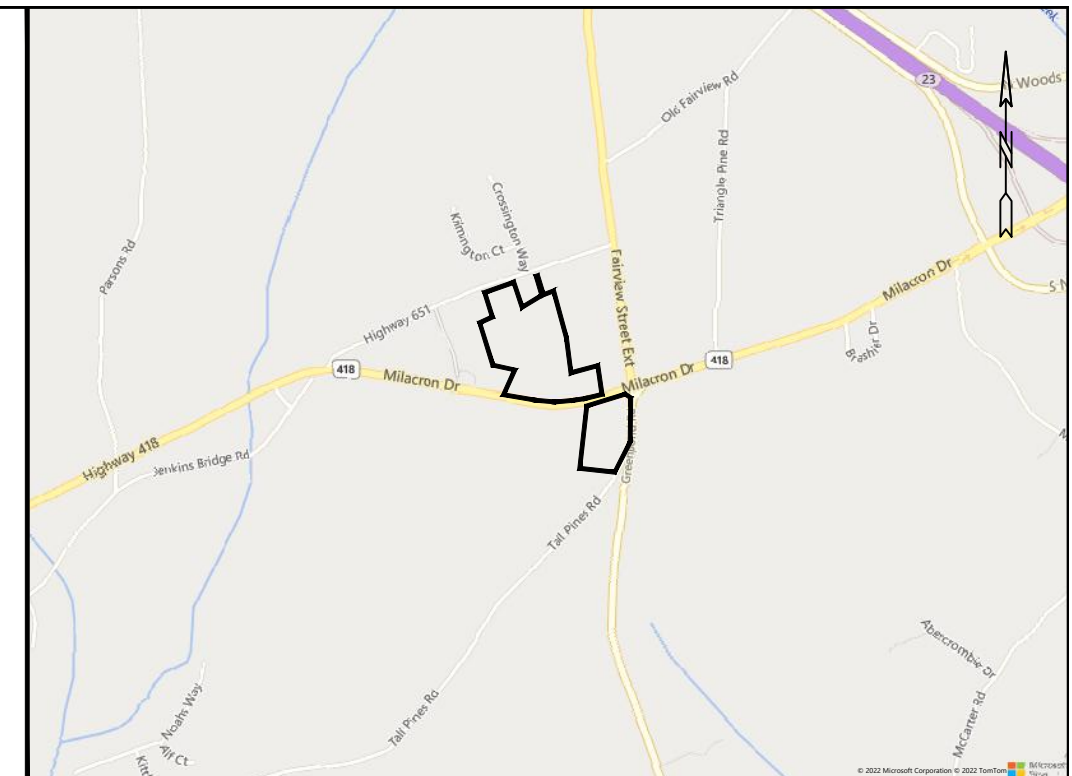 Old Fairview Rd
23
Woods
Triangle Pine Rd
Crossington Way
Kilmington Ct
Parsons Rd
Fairview Street Ext
Milacron Dr
Highway 651
418
Milacron Dr
Milacron Dr
418
Brashier Dr
Highway 418
Jenkins Bridge Rd
Tall Pines Rd
Abercrombie Dr
Noahs Way
Tall Pines Rd
McCarter Rd
Alf Ct
© 2022 Microsoft Corporation © 2022 TomTom